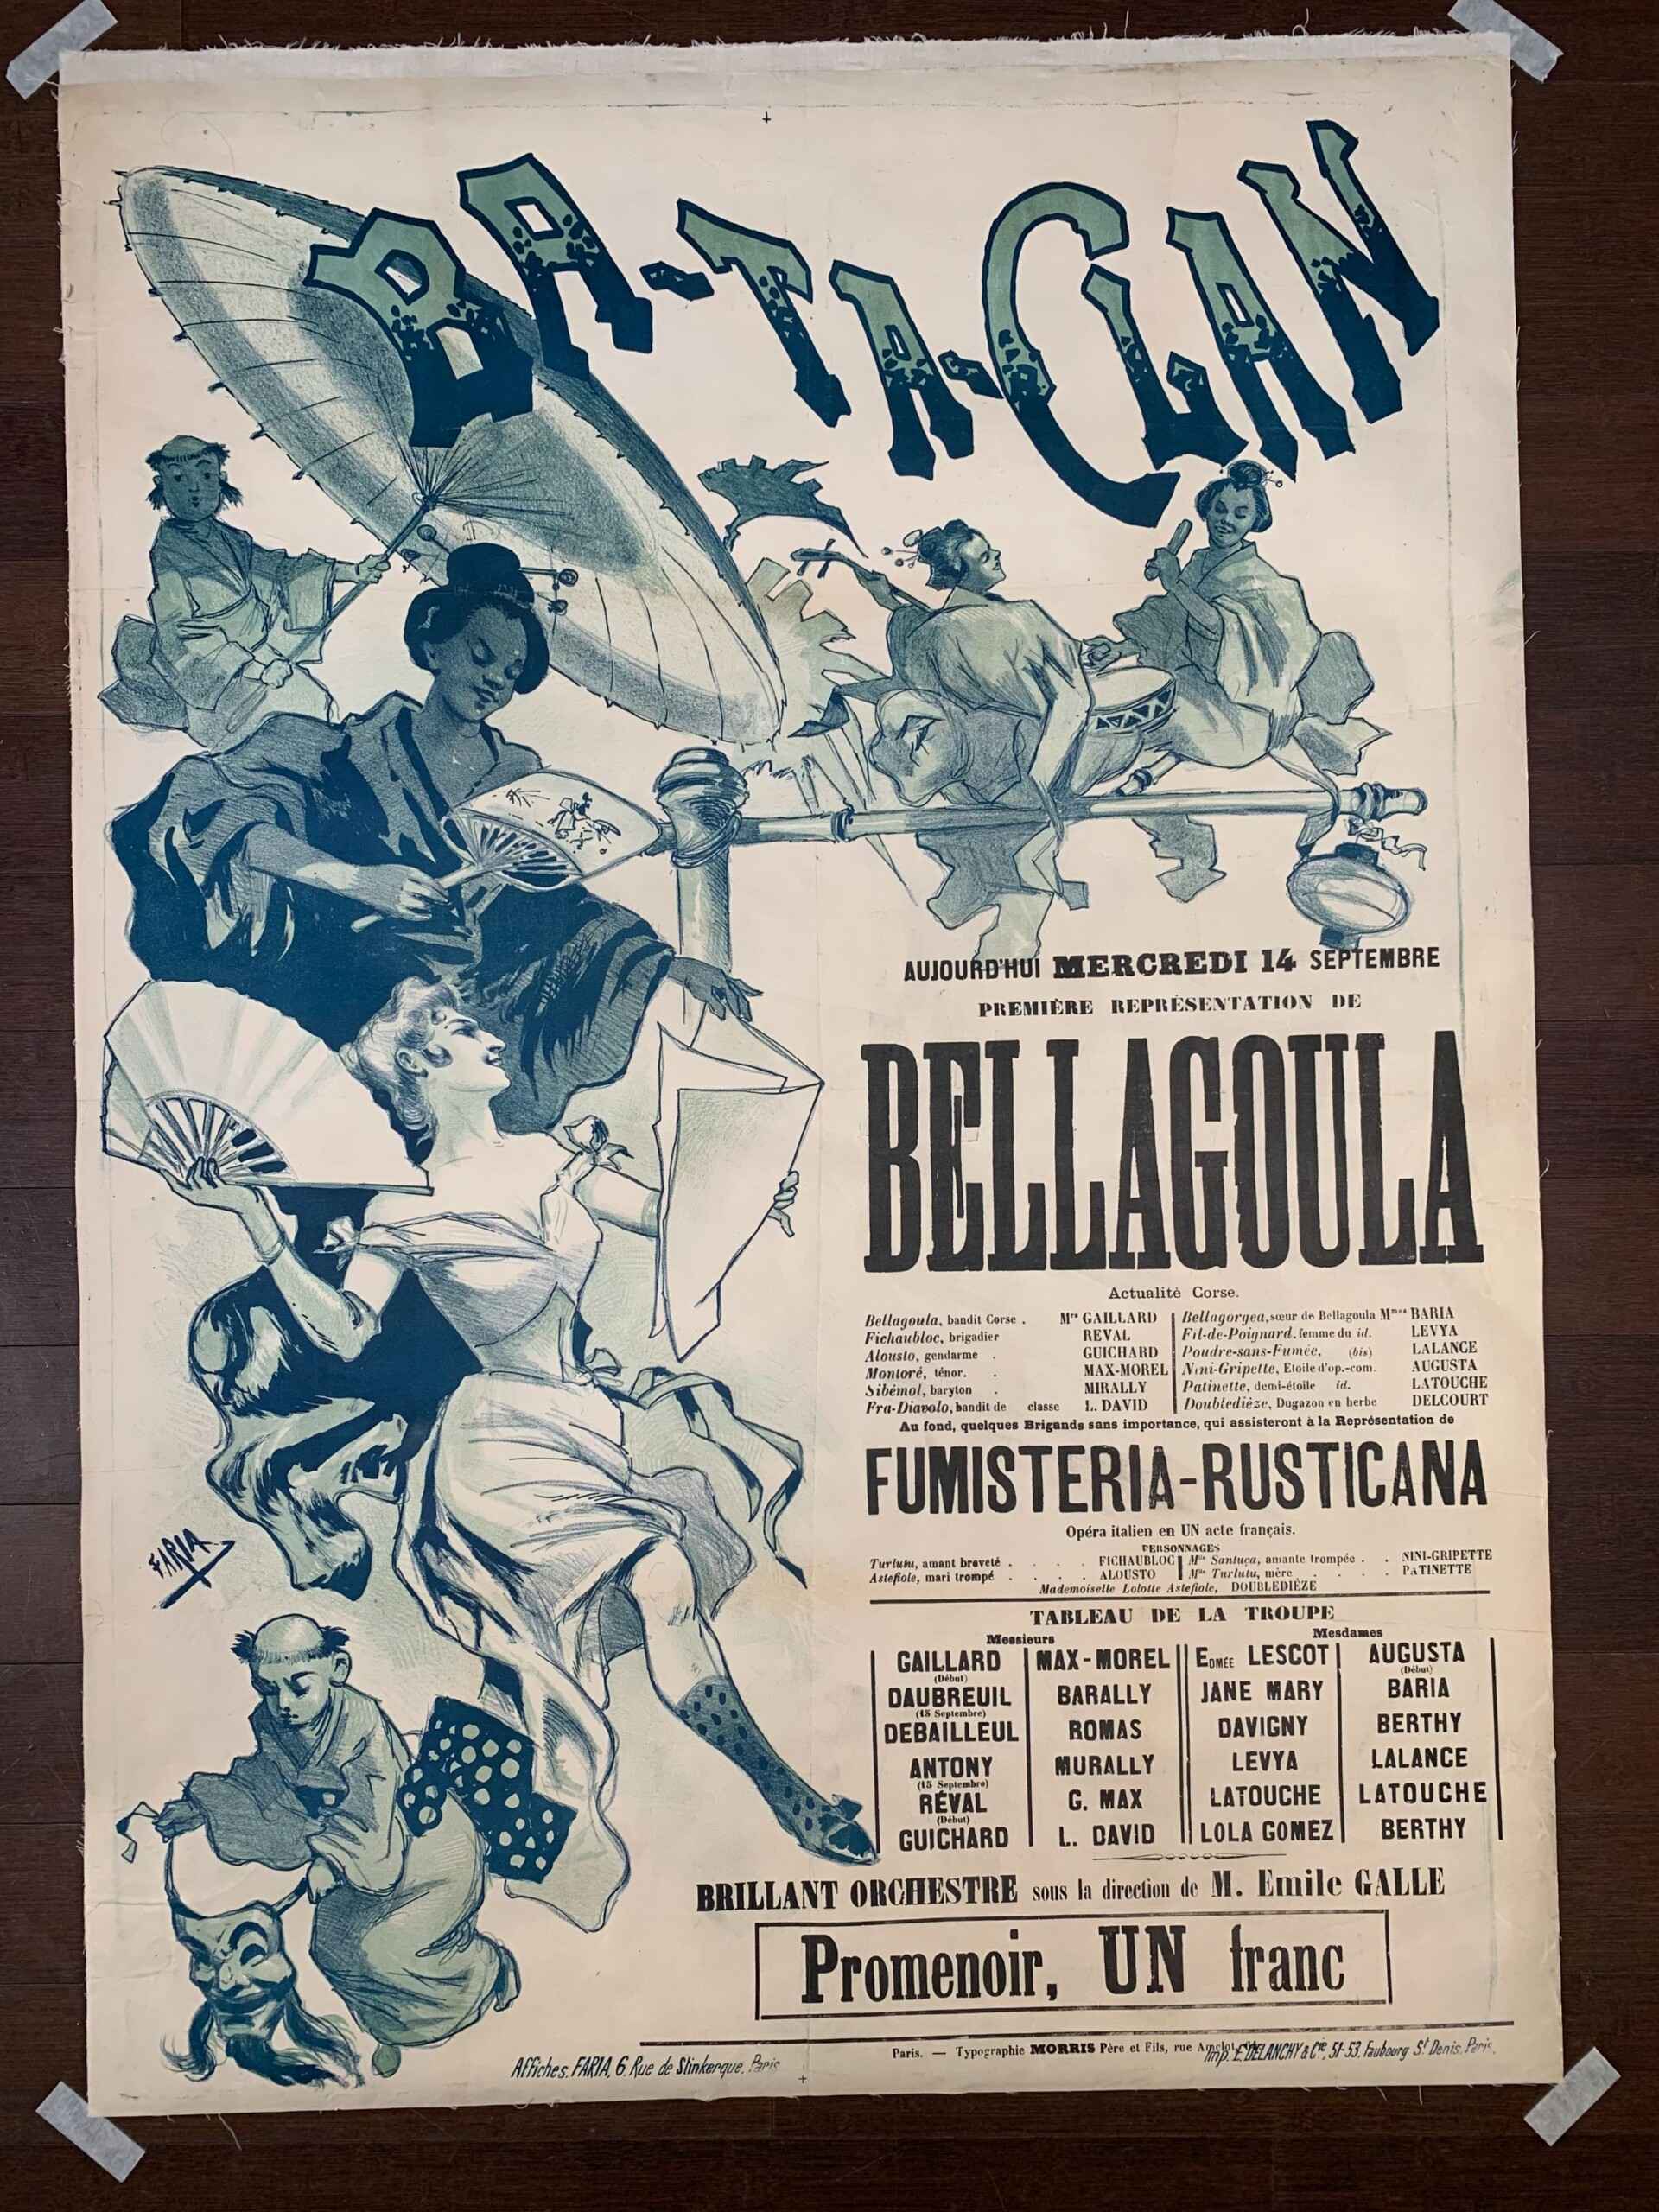 BA-TA-CLAN
AUJOURD'HUI MERCREDI 14 SEPTEMBRE
PREMIÈRE REPRÉSENTATION DE
BELLAGOULA
Actualité Corse.
Bellagoula, bandit Corse . Mrs GAILLARD
Fichaubloc, brigadier REVAL
Alousto, gendarme . GUICHARD
Montoré, ténor. . MAX-MOREL
Sibémol, baryton . MIRALLY
Fra-Diavolo, bandit de classe L. DAVID
Bellagorgea, sœur de Bellagoula Mmes BARIA
Fil-de-Poignard, femme du id. LEVYA
Poudre-sans-Fumée, (bis) LALANCE
Nini-Gripette, Etoile d'op.-com. AUGUSTA
Patinette, demi-étoile id. LATOUCHE
Doubledièze, Dugazon en herbe DELCOURT
Au fond, quelques Brigands sans importance, qui assisteront à la Représentation de
FUMISTERIA-RUSTICANA
Opéra italien en UN acte français.
PERSONNAGES
Turlutu, amant breveté . . . . FICHAUBLOC
Astefiole, mari trompé . . . . ALOUSTO
Mlle Santuça, amante trompée . . NINI-GRIPETTE
Mme Turlutu, mère . . . . PATINETTE
Mademoiselle Lolotte Astefiole, DOUBLEDIÈZE
TABLEAU DE LA TROUPE
Messieurs
GAILLARD
(Début)
DAUBREUIL
(15 Septembre)
DEBAILLEUL
ANTONY
(15 Septembre)
RÉVAL
(Début)
GUICHARD
MAX-MOREL
BARALLY
ROMAS
MURALLY
G. MAX
L. DAVID
Mesdames
EDMÉE LESCOT
JANE MARY
DAVIGNY
LEVYA
LATOUCHE
LOLA GOMEZ
AUGUSTA
(Début)
BARIA
BERTHY
LALANCE
LATOUCHE
BERTHY
FARIA
BRILLANT ORCHESTRE sous la direction de M. Emile GALLE
Promenoir, UN franc
Paris. — Typographie MORRIS Père et Fils, rue Amelot
Imp. E. DELANCHY & Cie, 51-53, Faubourg St Denis, Paris.
Affiches, FARIA, 6, Rue de Stinkerque, Paris